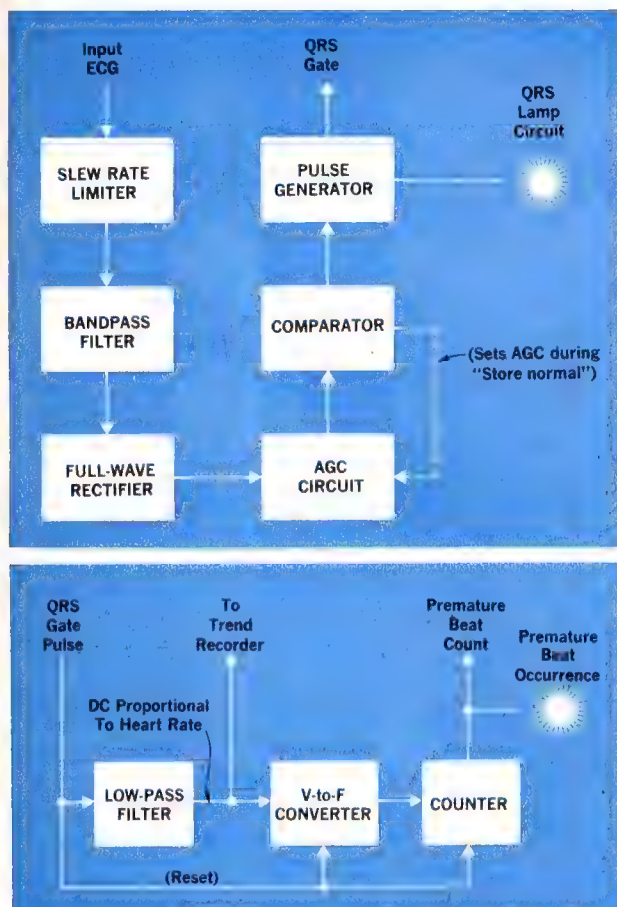 Input
ECG
QRS
Gate
QRS
Lamp
Circuit
SLEW RATE
LIMITER
PULSE
GENERATOR
BANDPASS
FILTER
COMPARATOR
(Sets AGC during
"Store normal")
FULL-WAVE
RECTIFIER
AGC
CIRCUIT
QRS
Gate
Pulse
To
Trend
Recorder
Premature
Beat
Count
Premature
Beat
Occurrence
DC Proportional
To Heart Rate
LOW-PASS
FILTER
V-to-F
CONVERTER
COUNTER
(Reset)